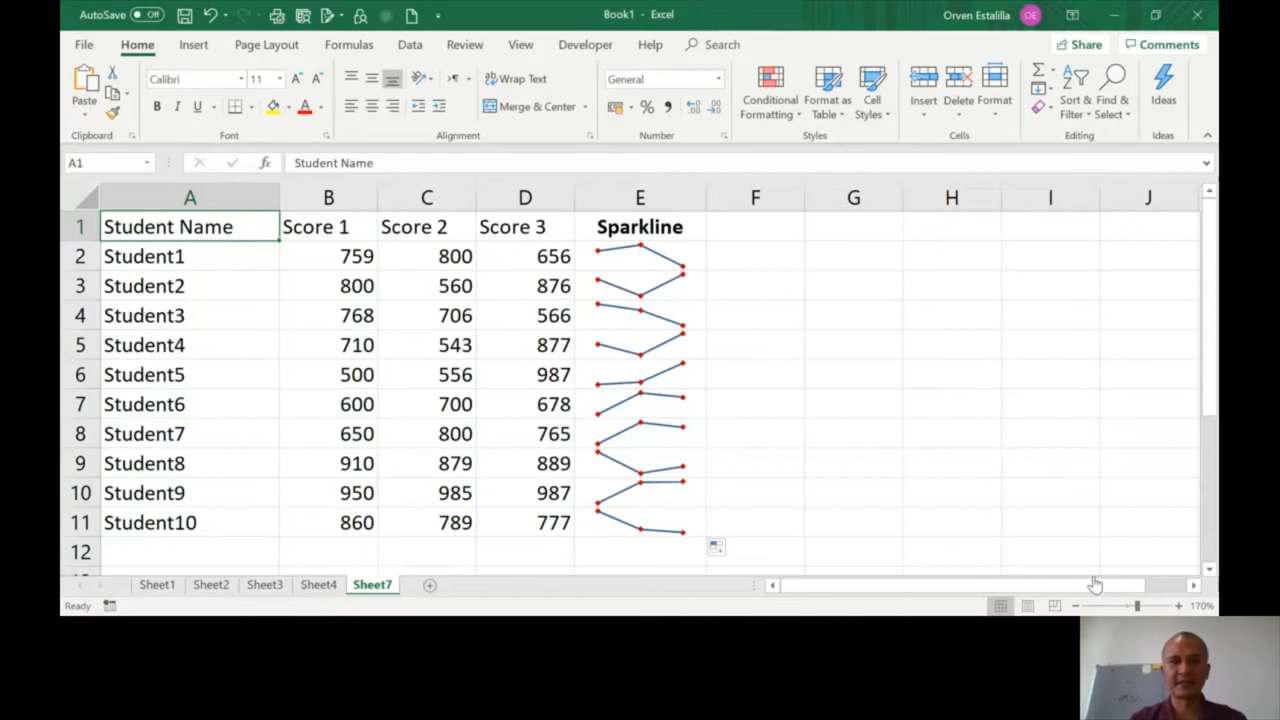 AutoSave Off Book1 - Excel Orven Estalilla OE
File Home Insert Page Layout Formulas Data Review View Developer Help Search Share Comments
Paste
Calibri 11
B I U
Wrap Text
Merge & Center
General
Conditional Formatting
Format as Table
Cell Styles
Insert Delete Format
Sort & Filter
Find & Select
Ideas
Clipboard Font Alignment Number Styles Cells Editing Ideas
A1 fx Student Name
A B C D E F G H I J
1 Student Name Score 1 Score 2 Score 3 Sparkline
2 Student1 759 800 656
3 Student2 800 560 876
4 Student3 768 706 566
5 Student4 710 543 877
6 Student5 500 556 987
7 Student6 600 700 678
8 Student7 650 800 765
9 Student8 910 879 889
10 Student9 950 985 987
11 Student10 860 789 777
12
Sheet1 Sheet2 Sheet3 Sheet4 Sheet7
Ready 170%